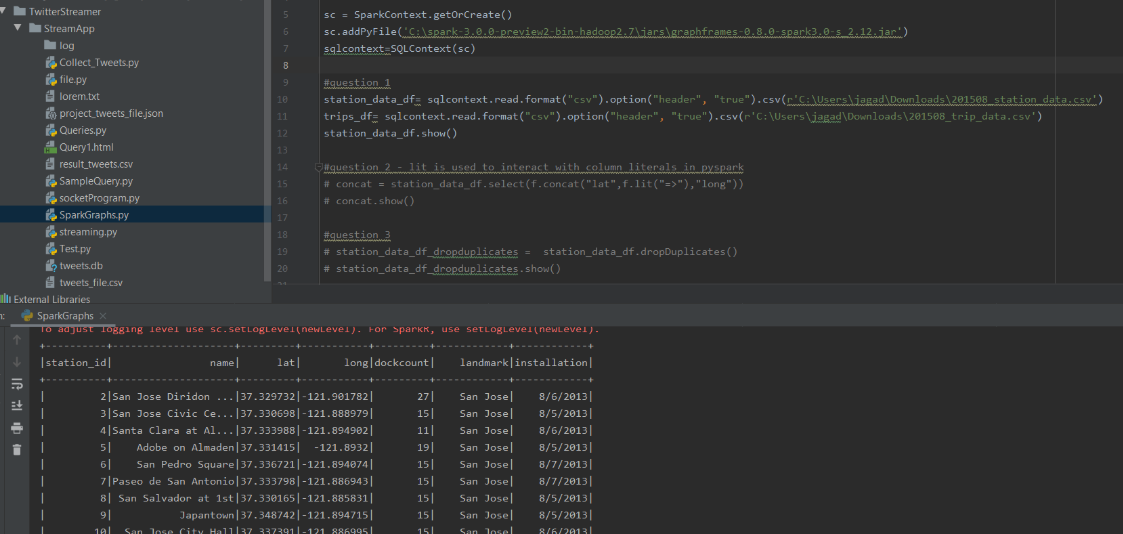 TwitterStreamer
StreamApp
log
Collect_Tweets.py
file.py
lorem.txt
project_tweets_file.json
Queries.py
Query1.html
result_tweets.csv
SampleQuery.py
socketProgram.py
SparkGraphs.py
streaming.py
Test.py
tweets.db
tweets_file.csv
External Libraries
5 sc = SparkContext.getOrCreate()
6 sc.addPyFile('C:\spark-3.0.0-preview2-bin-hadoop2.7\jars\graphframes-0.8.0-spark3.0-s_2.12.jar')
7 sqlcontext=SQLContext(sc)
8
9 #question 1
10 station_data_df= sqlcontext.read.format("csv").option("header", "true").csv(r'C:\Users\jagad\Downloads\201508_station_data.csv')
11 trips_df= sqlcontext.read.format("csv").option("header", "true").csv(r'C:\Users\jagad\Downloads\201508_trip_data.csv')
12 station_data_df.show()
13
14 #question 2 - lit is used to interact with column literals in pyspark
15 # concat = station_data_df.select(f.concat("lat",f.lit("=>"),"long"))
16 # concat.show()
17
18 #question 3
19 # station_data_df_dropduplicates =  station_data_df.dropDuplicates()
20 # station_data_df_dropduplicates.show()
SparkGraphs
To adjust logging level use sc.setLogLevel(newLevel). For SparkR, use setLogLevel(newLevel).
+----------+--------------------+---------+-----------+---------+------------+------------+
|station_id|                name|      lat|       long|dockcount|    landmark|installation|
+----------+--------------------+---------+-----------+---------+------------+------------+
|         2|San Jose Diridon ...|37.329732|-121.901782|       27|    San Jose|    8/6/2013|
|         3|San Jose Civic Ce...|37.330698|-121.888979|       15|    San Jose|    8/5/2013|
|         4|Santa Clara at Al...|37.333988|-121.894902|       11|    San Jose|    8/6/2013|
|         5|    Adobe on Almaden|37.331415|  -121.8932|       19|    San Jose|    8/5/2013|
|         6|    San Pedro Square|37.336721|-121.894074|       15|    San Jose|    8/7/2013|
|         7|Paseo de San Antonio|37.333798|-121.886943|       15|    San Jose|    8/7/2013|
|         8| San Salvador at 1st|37.330165|-121.885831|       15|    San Jose|    8/5/2013|
|         9|           Japantown|37.348742|-121.894715|       15|    San Jose|    8/5/2013|
|        10|  San Jose City Hall|37.337391|-121.886995|       15|    San Jose|    8/6/2013|